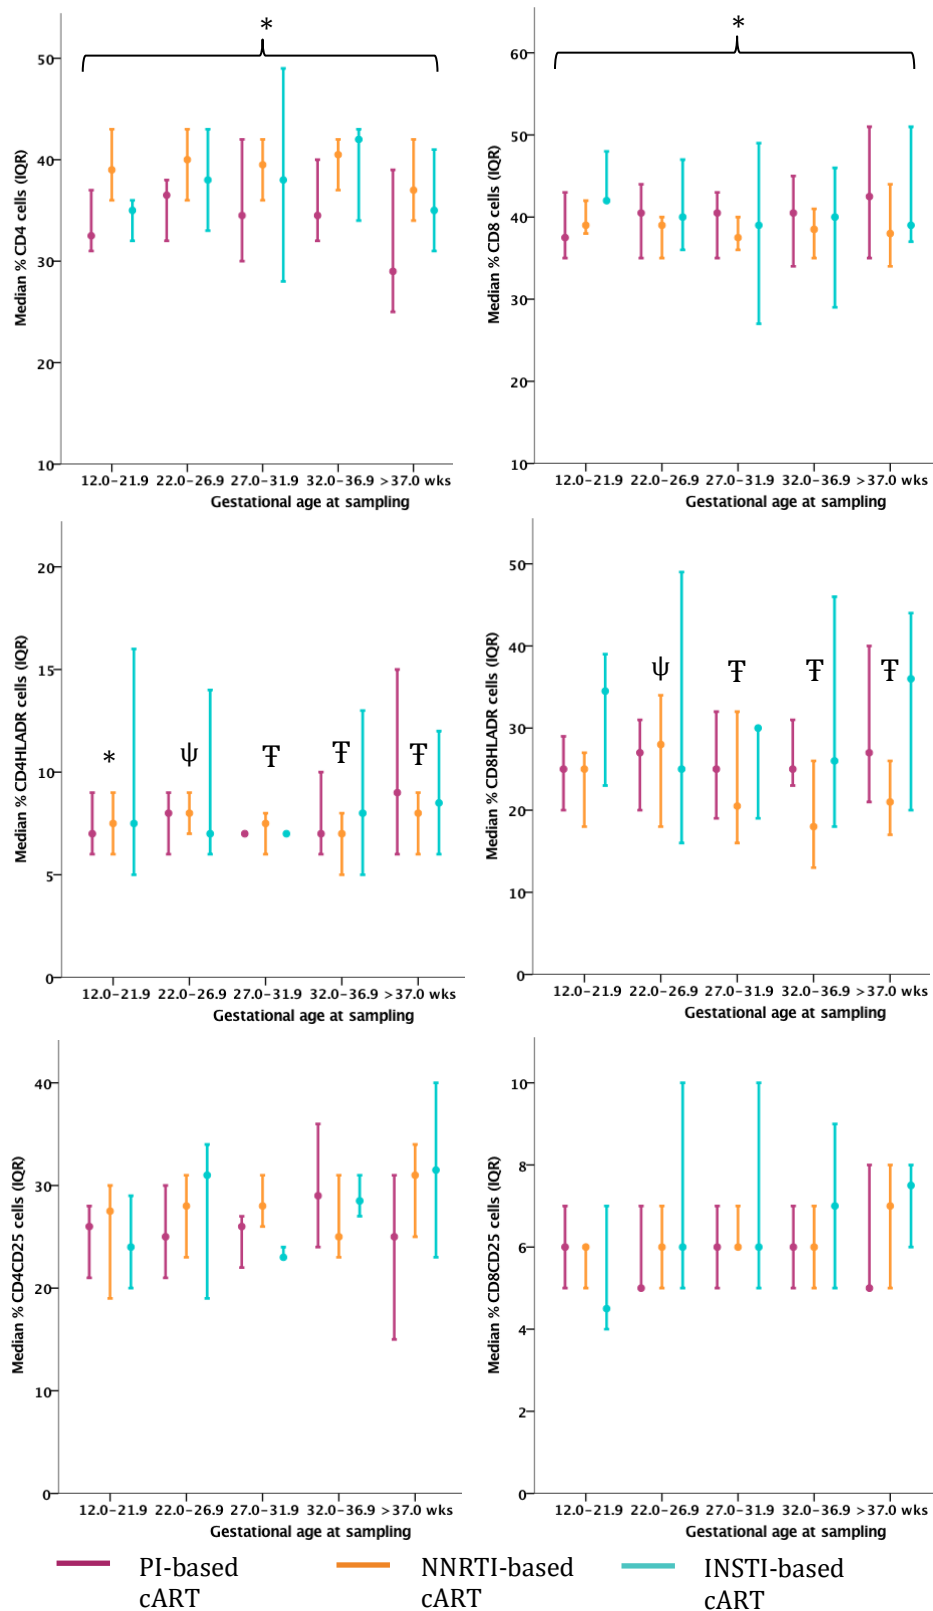 *
Median % CD4 cells (IQR)
50
40
30
20
10
12.0-21.9 22.0-26.9 27.0-31.9 32.0-36.9 >37.0 wks
Gestational age at sampling
*
Median % CD8 cells (IQR)
60
50
40
30
20
10
12.0-21.9 22.0-26.9 27.0-31.9 32.0-36.9 >37.0 wks
Gestational age at sampling
Median % CD4HLADR cells (IQR)
20
15
10
5
0
* ψ Ŧ Ŧ Ŧ
12.0-21.9 22.0-26.9 27.0-31.9 32.0-36.9 >37.0 wks
Gestational age at sampling
Median % CD8HLADR cells (IQR)
50
40
30
20
10
0
ψ Ŧ Ŧ Ŧ
12.0-21.9 22.0-26.9 27.0-31.9 32.0-36.9 >37.0 wks
Gestational age at sampling
Median % CD4CD25 cells (IQR)
40
30
20
10
0
12.0-21.9 22.0-26.9 27.0-31.9 32.0-36.9 >37.0 wks
Gestational age at sampling
Median % CD8CD25 cells (IQR)
10
8
6
4
2
0
12.0-21.9 22.0-26.9 27.0-31.9 32.0-36.9 >37.0 wks
Gestational age at sampling
PI-based
cART
NNRTI-based
cART
INSTI-based
cART